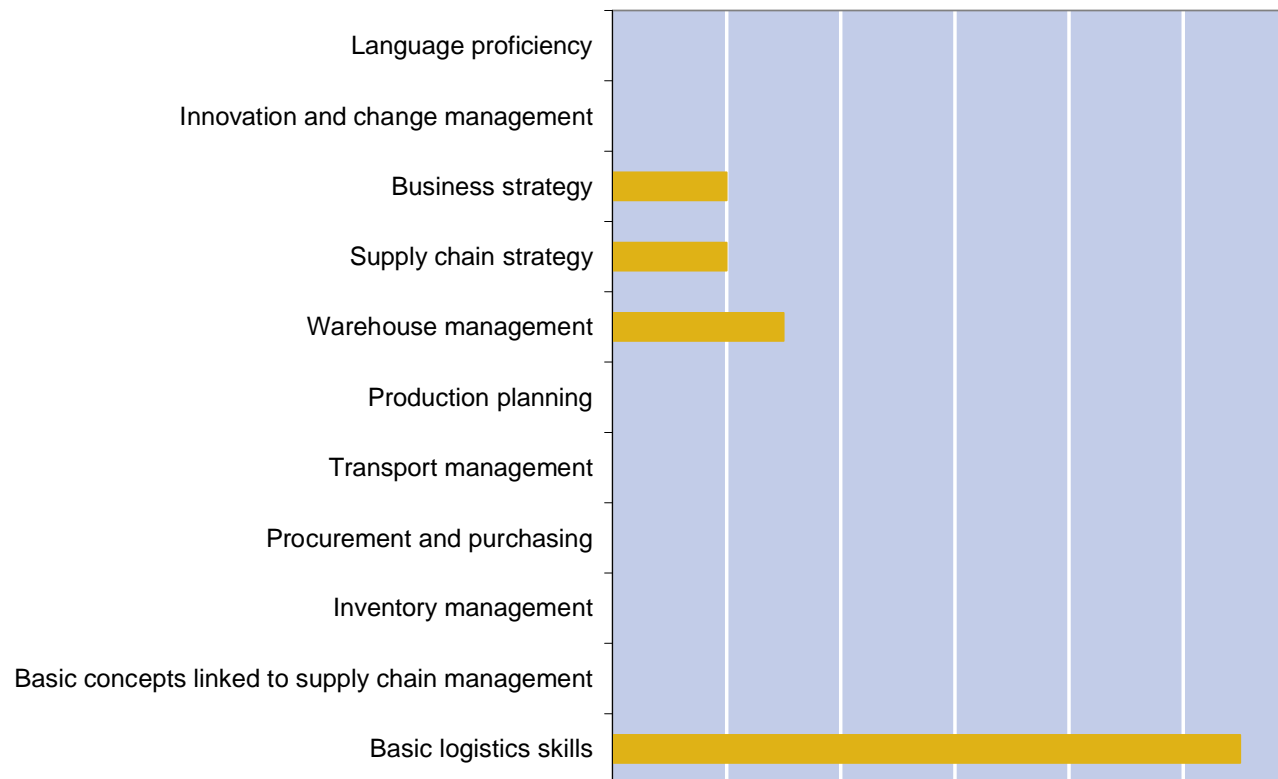 Language proficiency
Innovation and change management
Business strategy
Supply chain strategy
Warehouse management
Production planning
Transport management
Procurement and purchasing
Inventory management
Basic concepts linked to supply chain management
Basic logistics skills